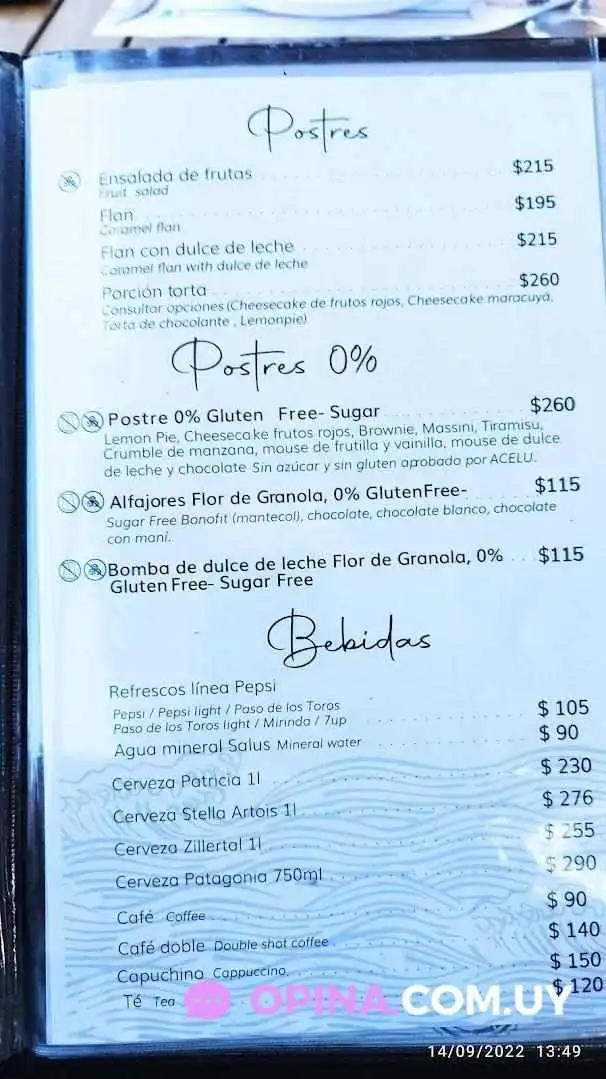 Postres
Ensalada de frutas $215
Fruit salad
Flan $195
Caramel flan
Flan con dulce de leche $215
Caramel flan with dulce de leche
Porción torta $260
Consultar opciones (Cheesecake de frutos rojos, Cheesecake maracuyá,
Torta de chocolante , Lemonpie)
Postres 0%
Postre 0% Gluten Free- Sugar $260
Lemon Pie, Cheesecake frutos rojos, Brownie, Massini, Tiramisu,
Crumble de manzana, mouse de frutilla y vainilla, mouse de dulce
de leche y chocolate Sin azúcar y sin gluten aprobado por ACELU.
Alfajores Flor de Granola, 0% GlutenFree- $115
Sugar Free Bonofit (mantecol), chocolate, chocolate blanco, chocolate
con maní.
Bomba de dulce de leche Flor de Granola, 0% $115
Gluten Free- Sugar Free
Bebidas
Refrescos línea Pepsi
Pepsi / Pepsi light / Paso de los Toros $ 105
Paso de los Toros light / Mirinda / 7up
Agua mineral Salus Mineral water $ 90
Cerveza Patricia 1l $ 230
Cerveza Stella Artois 1l $ 276
Cerveza Zillertal 1l $ 255
Cerveza Patagonia 750ml $ 290
Café Coffee $ 90
Café doble Double shot coffee $ 140
Capuchino Cappuccino. $ 150
Té Tea $ 120
OPINA.COM.UY
14/09/2022 13:49